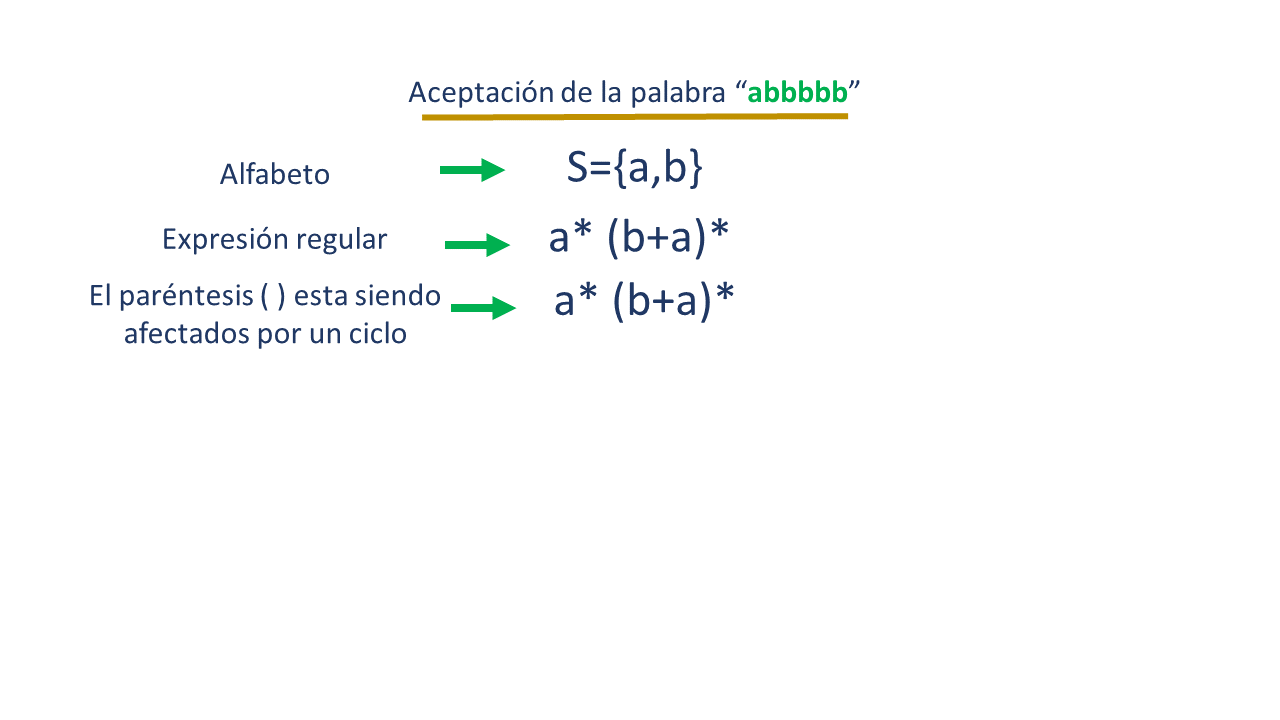 Aceptación de la palabra “abbbbb”
Alfabeto S={a,b}
Expresión regular a* (b+a)*
El paréntesis ( ) esta siendo a* (b+a)*
afectados por un ciclo